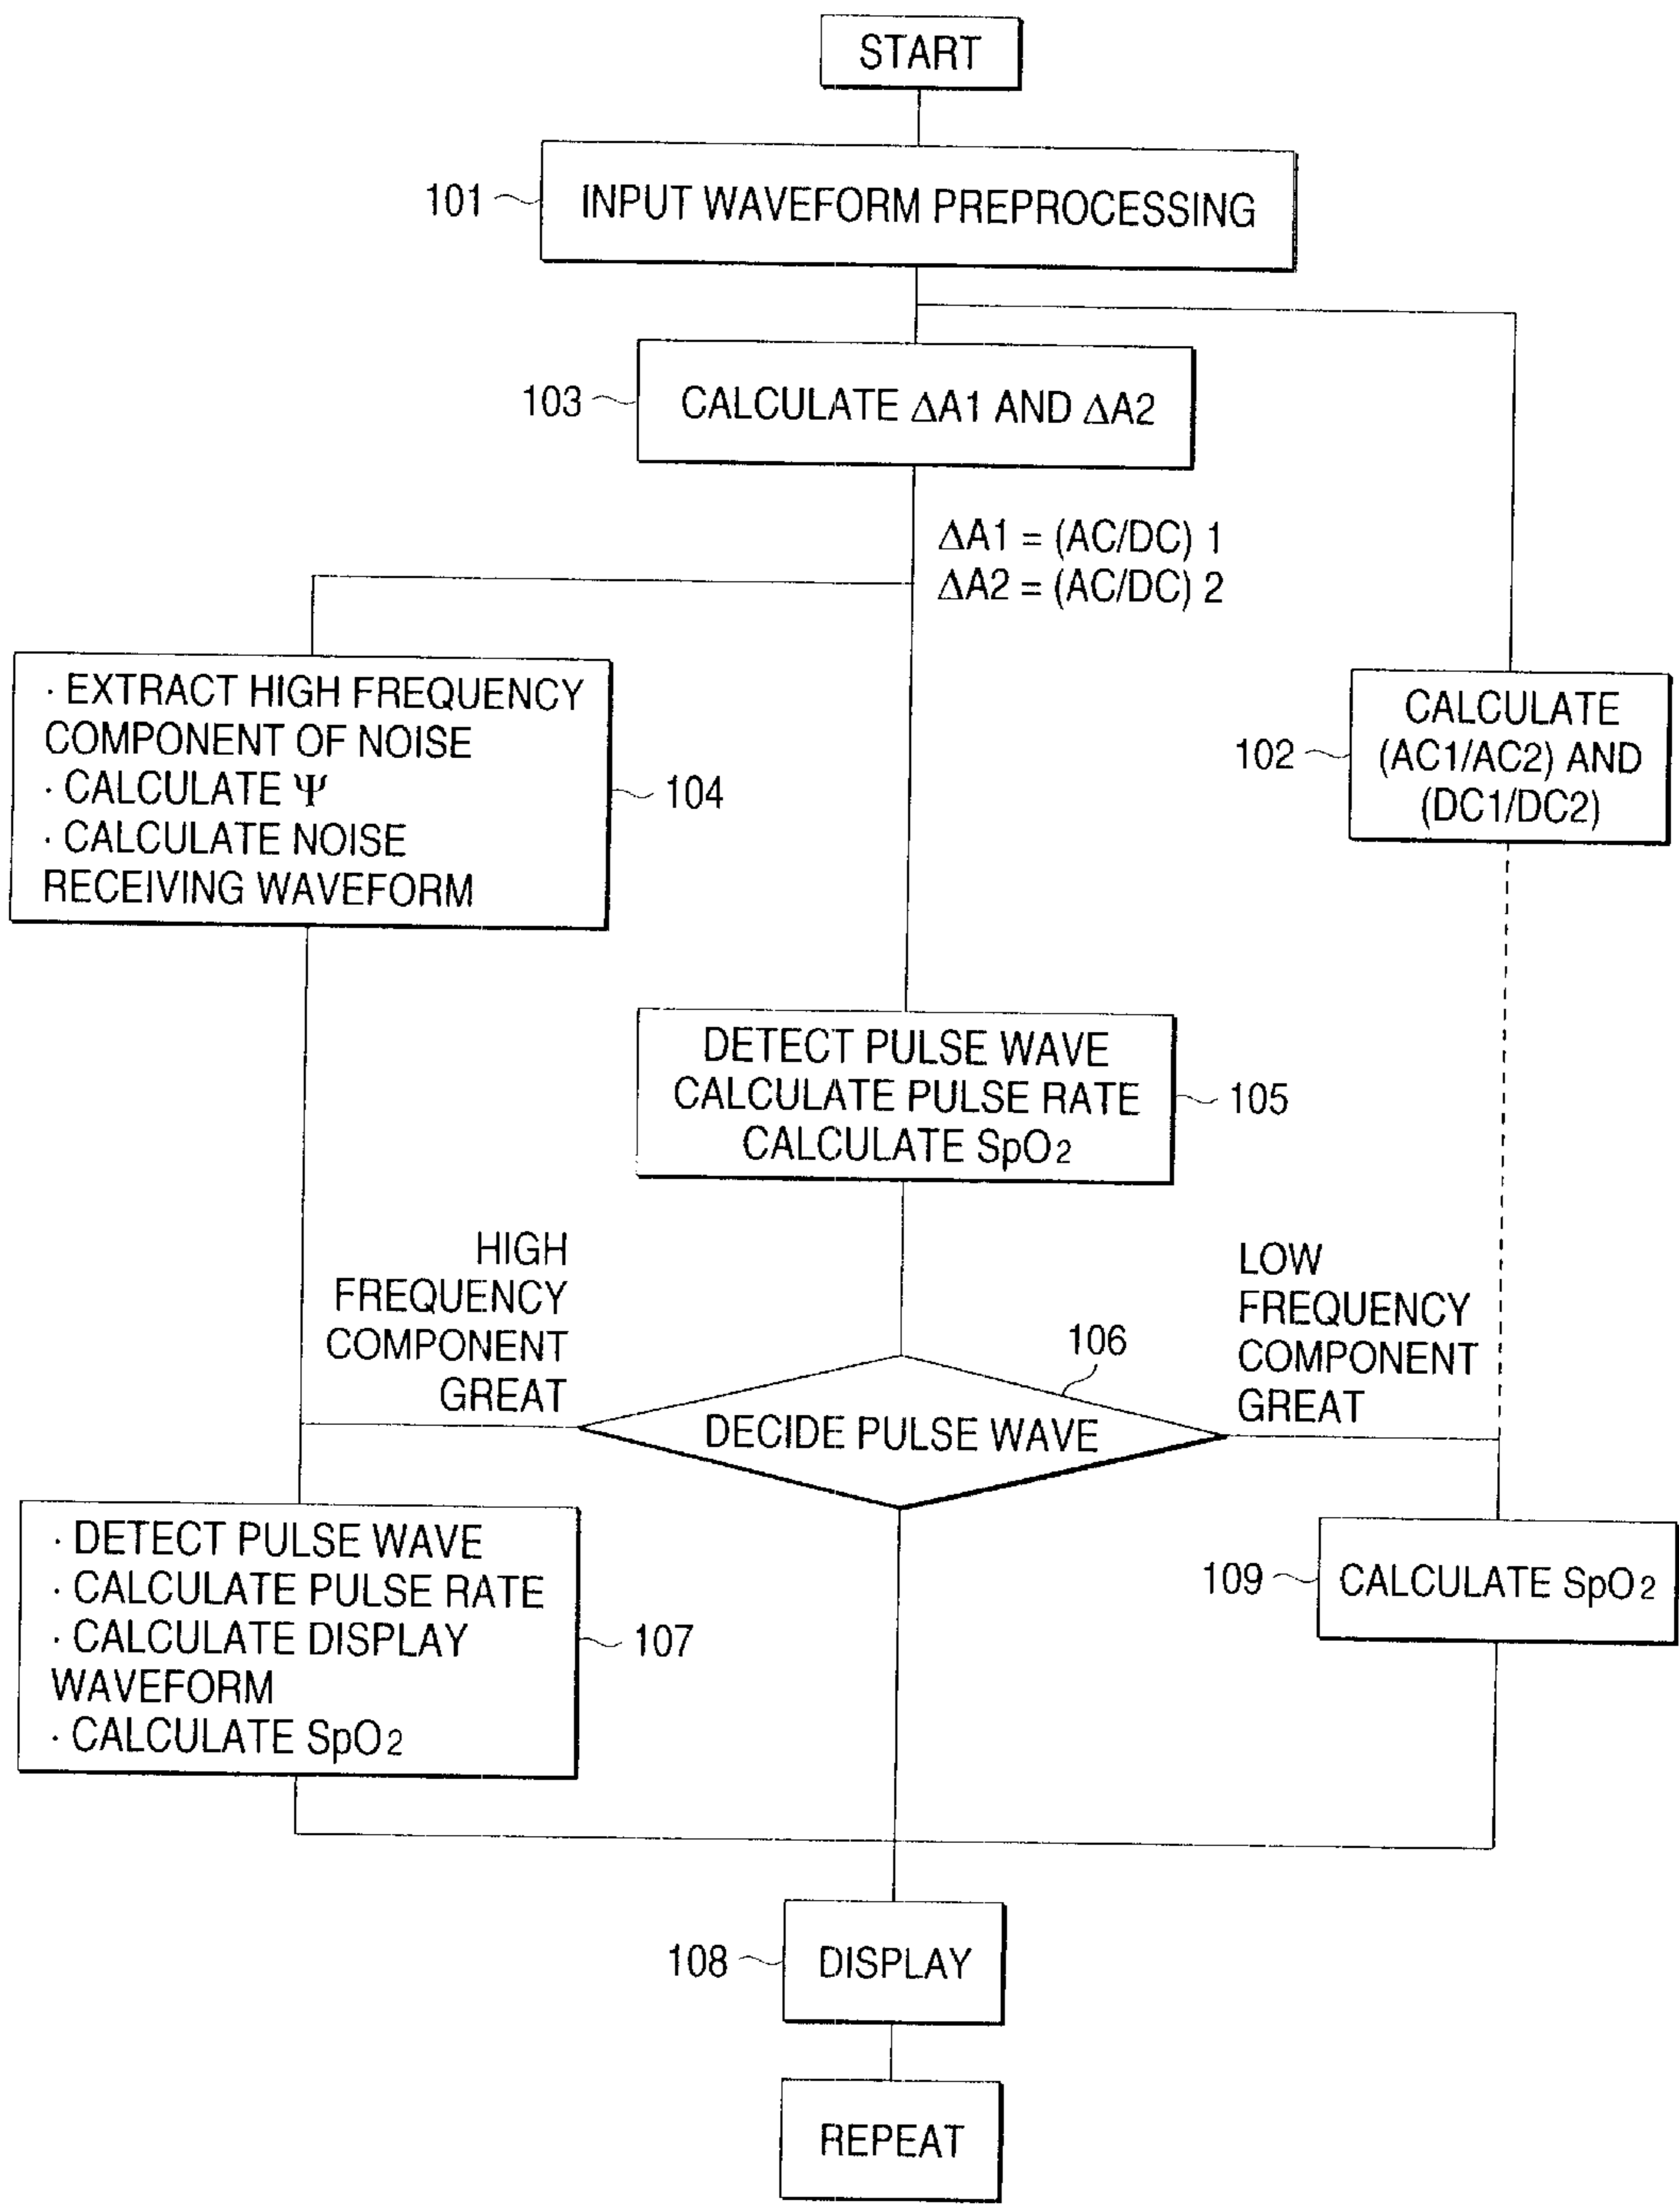 START
101
INPUT WAVEFORM PREPROCESSING
103
CALCULATE ΔA1 AND ΔA2
ΔA1 = (AC/DC) 1
ΔA2 = (AC/DC) 2
· EXTRACT HIGH FREQUENCY
COMPONENT OF NOISE
· CALCULATE Ψ
· CALCULATE NOISE
RECEIVING WAVEFORM
104
102
CALCULATE
(AC1/AC2) AND
(DC1/DC2)
DETECT PULSE WAVE
CALCULATE PULSE RATE
CALCULATE SpO2
105
HIGH
FREQUENCY
COMPONENT
GREAT
106
DECIDE PULSE WAVE
LOW
FREQUENCY
COMPONENT
GREAT
· DETECT PULSE WAVE
· CALCULATE PULSE RATE
· CALCULATE DISPLAY
WAVEFORM
· CALCULATE SpO2
107
109
CALCULATE SpO2
108
DISPLAY
REPEAT